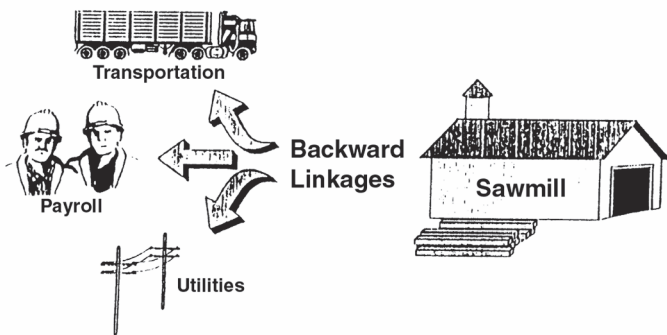 Transportation
Payroll
Backward
Linkages
Sawmill
Utilities